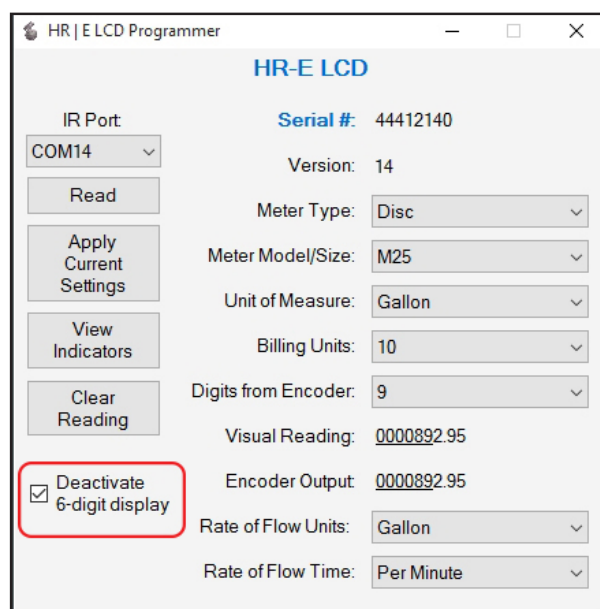 HR | E LCD Programmer
HR-E LCD
IR Port:
COM14
Read
Apply
Current
Settings
View
Indicators
Clear
Reading
Deactivate
6-digit display
Serial #: 44412140
Version: 14
Meter Type: Disc
Meter Model/Size: M25
Unit of Measure: Gallon
Billing Units: 10
Digits from Encoder: 9
Visual Reading: 0000892.95
Encoder Output: 0000892.95
Rate of Flow Units: Gallon
Rate of Flow Time: Per Minute